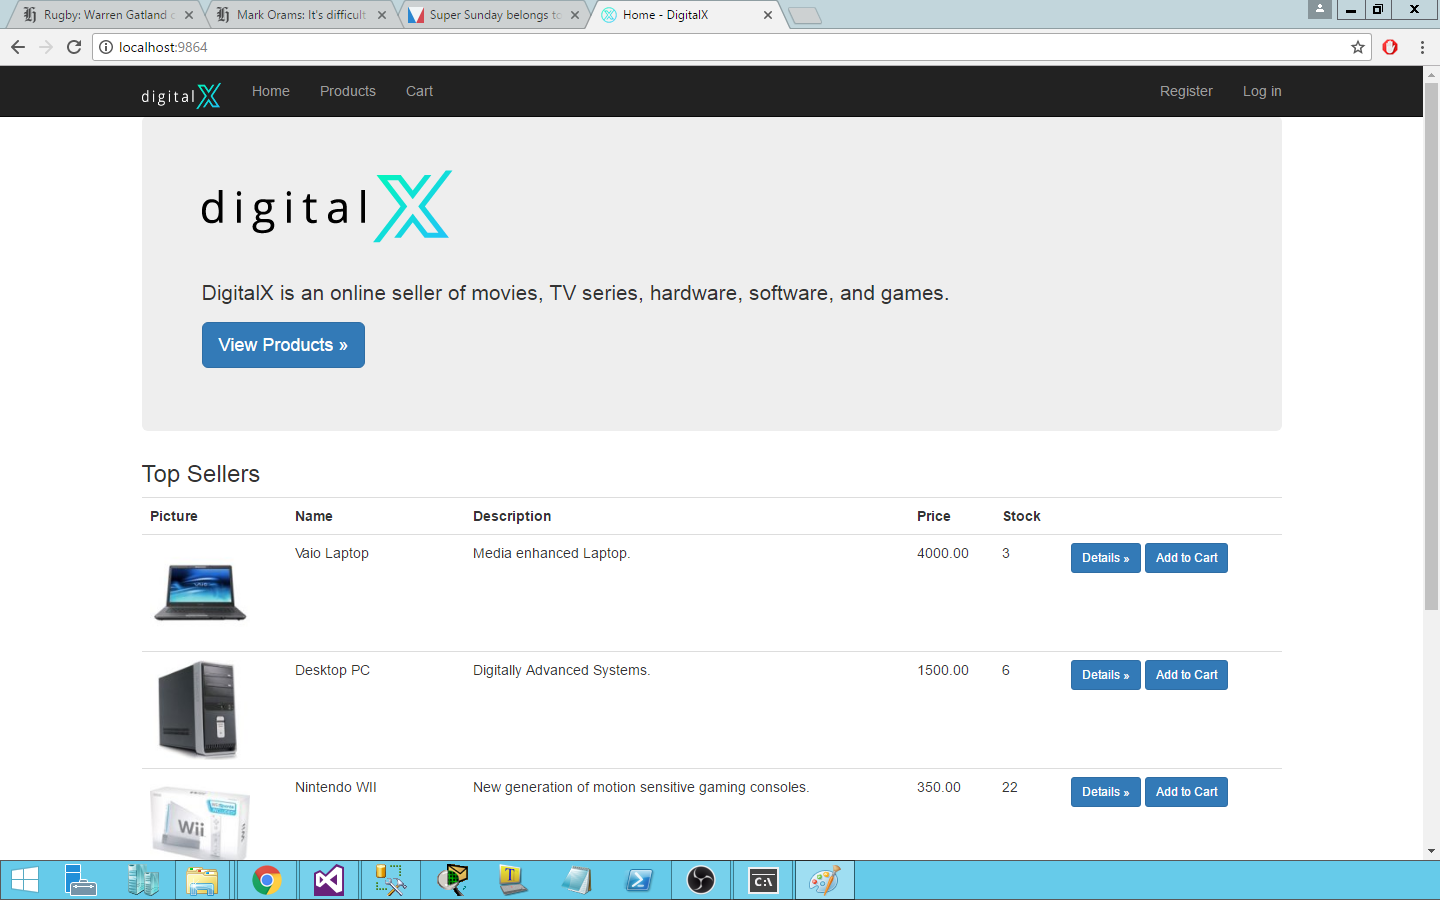 Rugby: Warren Gatland
Mark Orams: It's difficult
Super Sunday belongs to
Home - DigitalX
localhost:9864
digital X
Home
Products
Cart
Register
Log in
digital X
DigitalX is an online seller of movies, TV series, hardware, software, and games.
View Products »
Top Sellers
Picture Name Description Price Stock
Vaio Laptop Media enhanced Laptop. 4000.00 3 Details » Add to Cart
Desktop PC Digitally Advanced Systems. 1500.00 6 Details » Add to Cart
Nintendo WII New generation of motion sensitive gaming consoles. 350.00 22 Details » Add to Cart
Wii
C:\